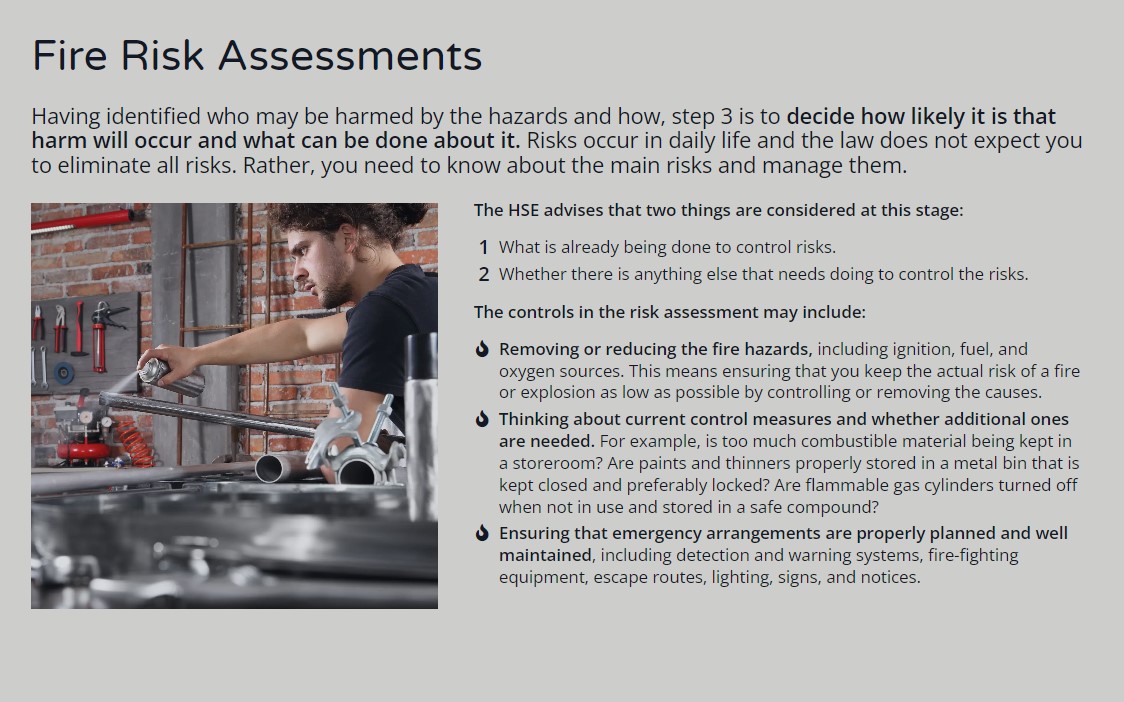 Fire Risk Assessments
Having identified who may be harmed by the hazards and how, step 3 is to decide how likely it is that
harm will occur and what can be done about it. Risks occur in daily life and the law does not expect you
to eliminate all risks. Rather, you need to know about the main risks and manage them.
The HSE advises that two things are considered at this stage:
1 What is already being done to control risks.
2 Whether there is anything else that needs doing to control the risks.
The controls in the risk assessment may include:
Removing or reducing the fire hazards, including ignition, fuel, and
oxygen sources. This means ensuring that you keep the actual risk of a fire
or explosion as low as possible by controlling or removing the causes.
Thinking about current control measures and whether additional ones
are needed. For example, is too much combustible material being kept in
a storeroom? Are paints and thinners properly stored in a metal bin that is
kept closed and preferably locked? Are flammable gas cylinders turned off
when not in use and stored in a safe compound?
Ensuring that emergency arrangements are properly planned and well
maintained, including detection and warning systems, fire-fighting
equipment, escape routes, lighting, signs, and notices.